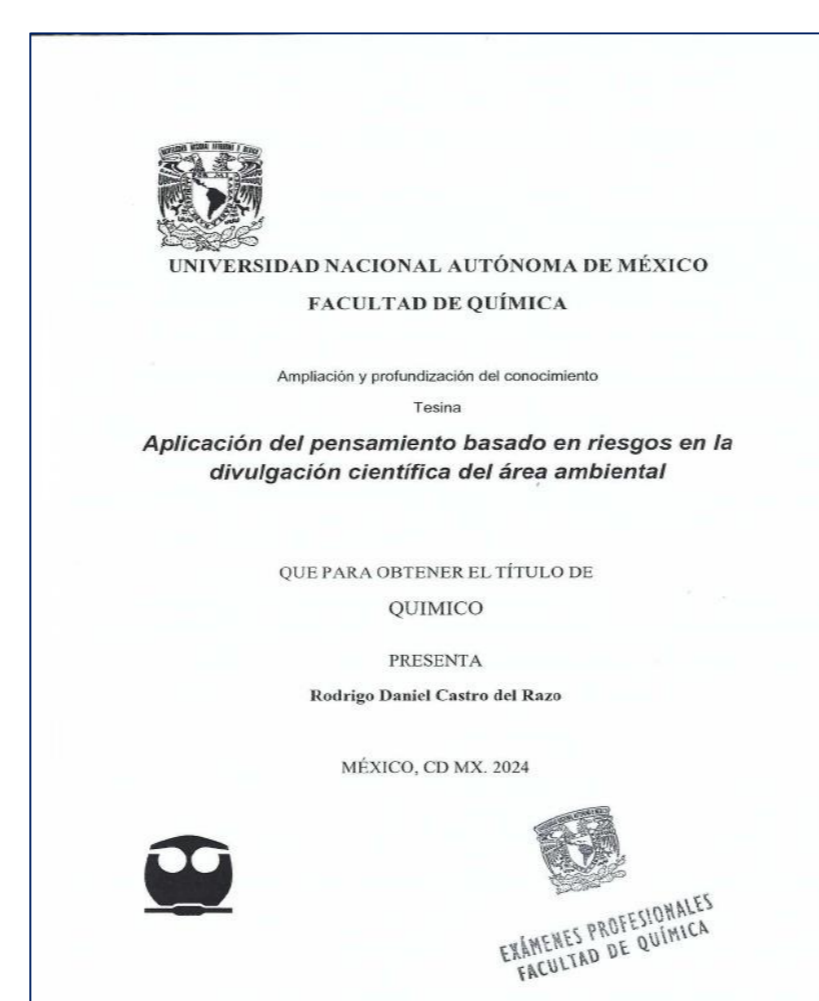 UNIVERSIDAD NACIONAL AUTÓNOMA DE MÉXICO
FACULTAD DE QUÍMICA
Ampliación y profundización del conocimiento
Tesina
Aplicación del pensamiento basado en riesgos en la
divulgación científica del área ambiental
QUE PARA OBTENER EL TÍTULO DE
QUIMICO
PRESENTA
Rodrigo Daniel Castro del Razo
MÉXICO, CD MX. 2024
EXÁMENES PROFESIONALES
FACULTAD DE QUÍMICA